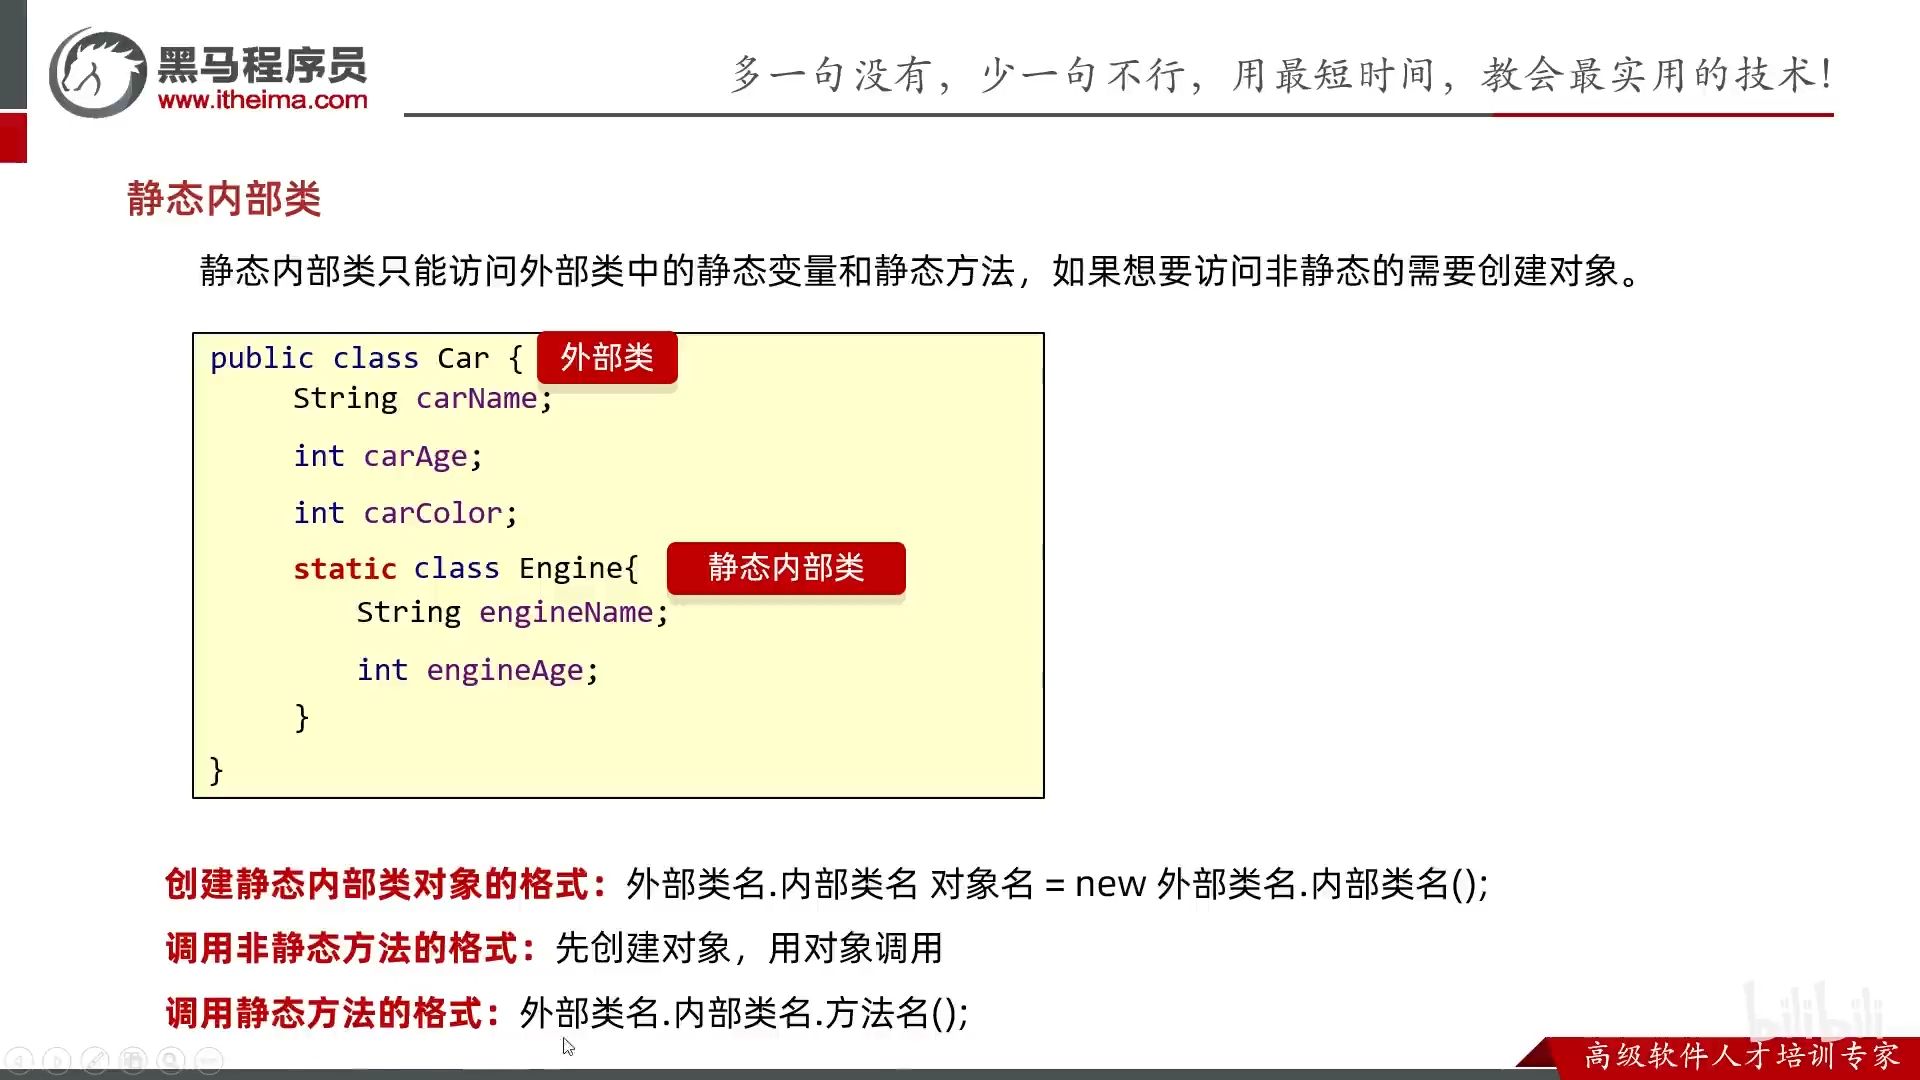 黑马程序员
www.itheima.com
多一句没有，少一句不行，用最短时间，教会最实用的技术！
静态内部类
静态内部类只能访问外部类中的静态变量和静态方法，如果想要访问非静态的需要创建对象。
public class Car { 外部类
String carName;
int carAge;
int carColor;
static class Engine{ 静态内部类
String engineName;
int engineAge;
}
}
创建静态内部类对象的格式：外部类名.内部类名 对象名 = new 外部类名.内部类名();
调用非静态方法的格式：先创建对象，用对象调用
调用静态方法的格式：外部类名.内部类名.方法名();
bilibili
高级软件人才培训专家